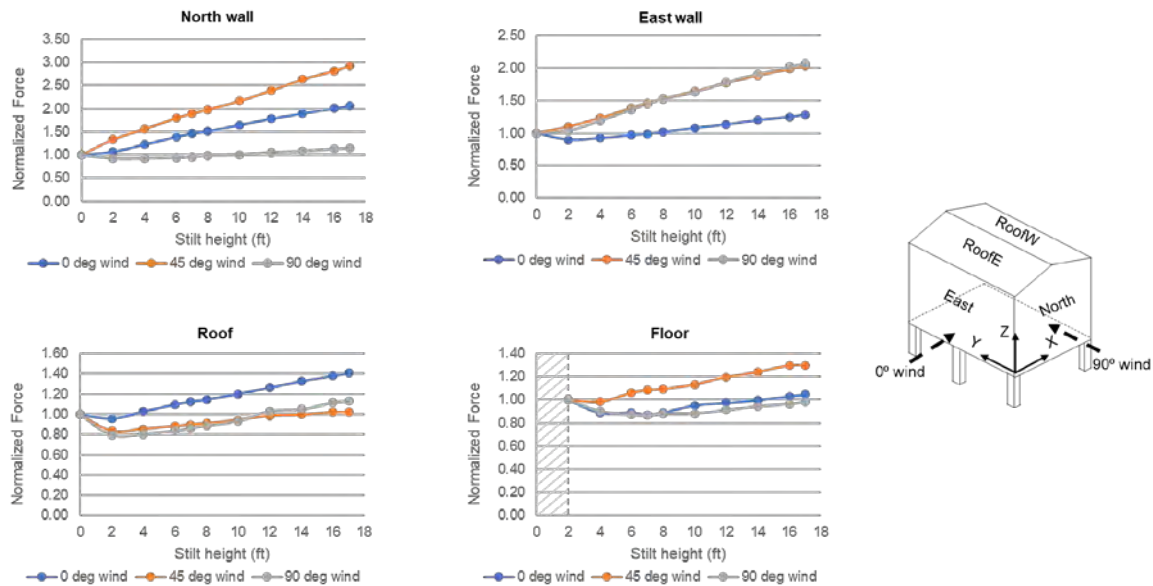 North wall
Normalized Force
3.50
3.00
2.50
2.00
1.50
1.00
0.50
0.00
0 2 4 6 8 10 12 14 16 18
Stilt height (ft)
0 deg wind 45 deg wind 90 deg wind
East wall
Normalized Force
2.50
2.00
1.50
1.00
0.50
0.00
0 2 4 6 8 10 12 14 16 18
Stilt height (ft)
0 deg wind 45 deg wind 90 deg wind
Roof
Normalized Force
1.60
1.40
1.20
1.00
0.80
0.60
0.40
0.20
0.00
0 2 4 6 8 10 12 14 16 18
Stilt height (ft)
0 deg wind 45 deg wind 90 deg wind
Floor
Normalized Force
1.40
1.20
1.00
0.80
0.60
0.40
0.20
0.00
0 2 4 6 8 10 12 14 16 18
Stilt height (ft)
0 deg wind 45 deg wind 90 deg wind
RoofW
RoofE
East
North
Z
Y
X
0º wind
90º wind